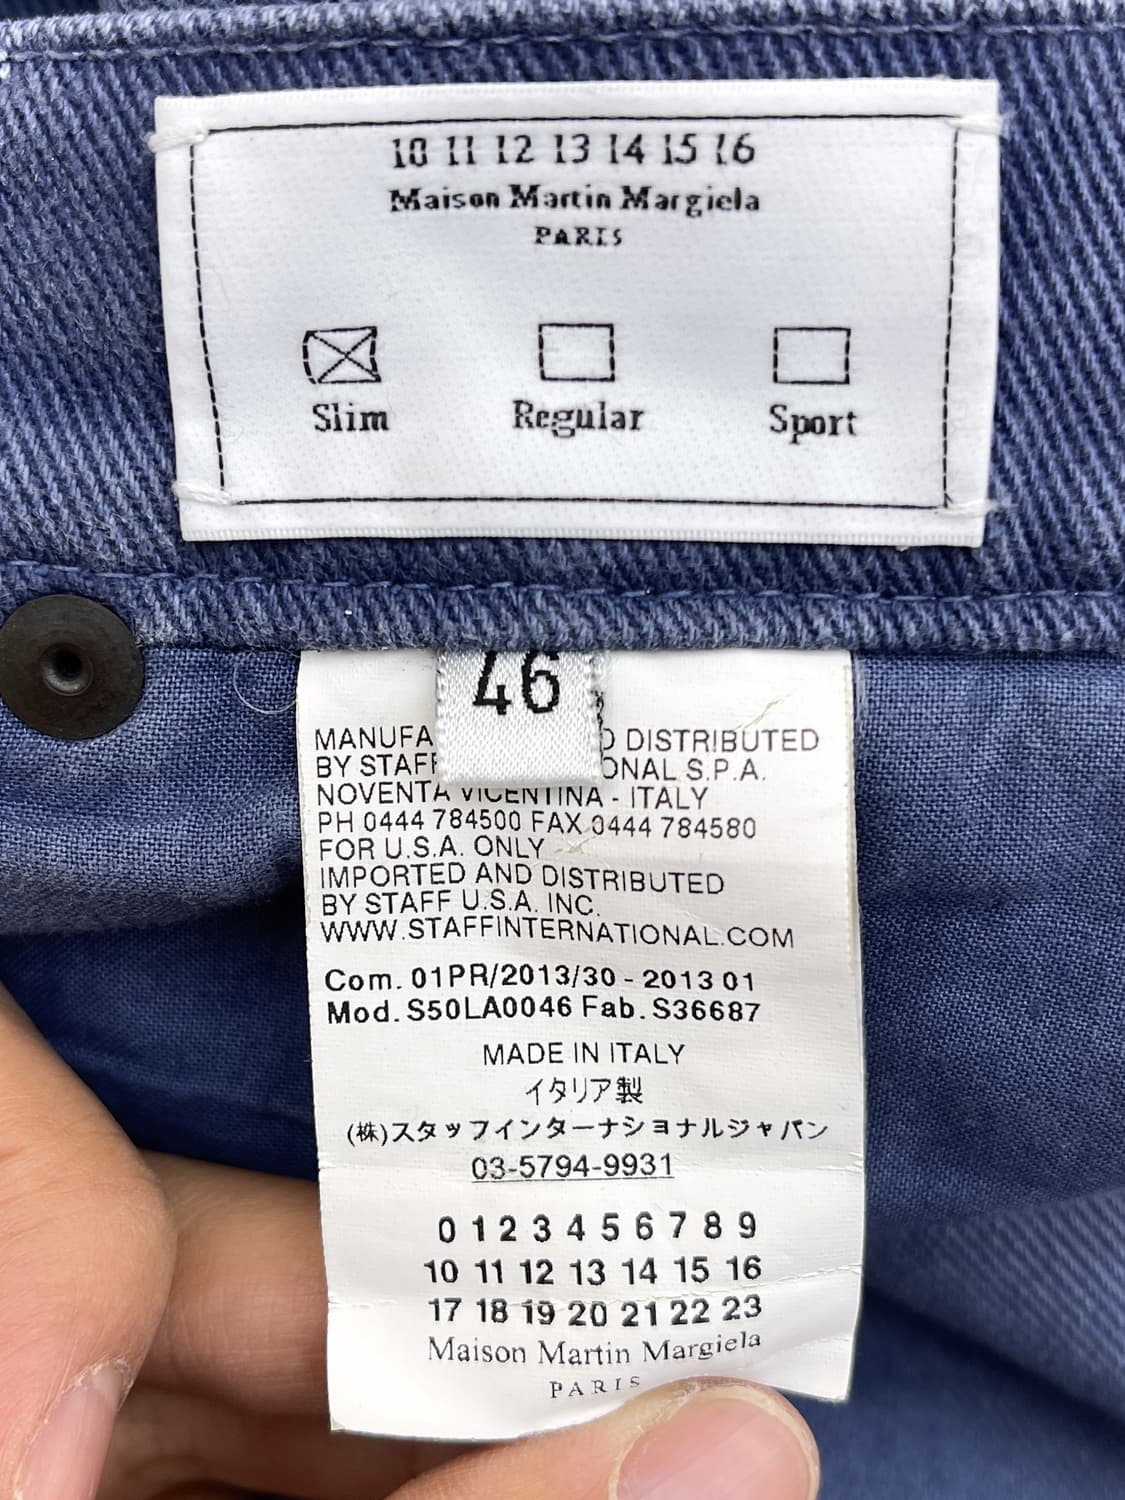 10 11 12 13 14 15 16
Maison Martin Margiela
PARIS
Slim Regular Sport
46
MANUFA D DISTRIBUTED
BY STAFF ONAL S.P.A.
NOVENTA VICENTINA - ITALY
PH 0444 784500 FAX 0444 784580
FOR U.S.A. ONLY
IMPORTED AND DISTRIBUTED
BY STAFF U.S.A. INC.
WWW.STAFFINTERNATIONAL.COM
Com. 01PR/2013/30 - 2013 01
Mod. S50LA0046 Fab. S36687
MADE IN ITALY
イタリア製
(株)スタッフインターナショナルジャパン
03-5794-9931
0 1 2 3 4 5 6 7 8 9
10 11 12 13 14 15 16
17 18 19 20 21 22 23
Maison Martin Margiela
PARIS